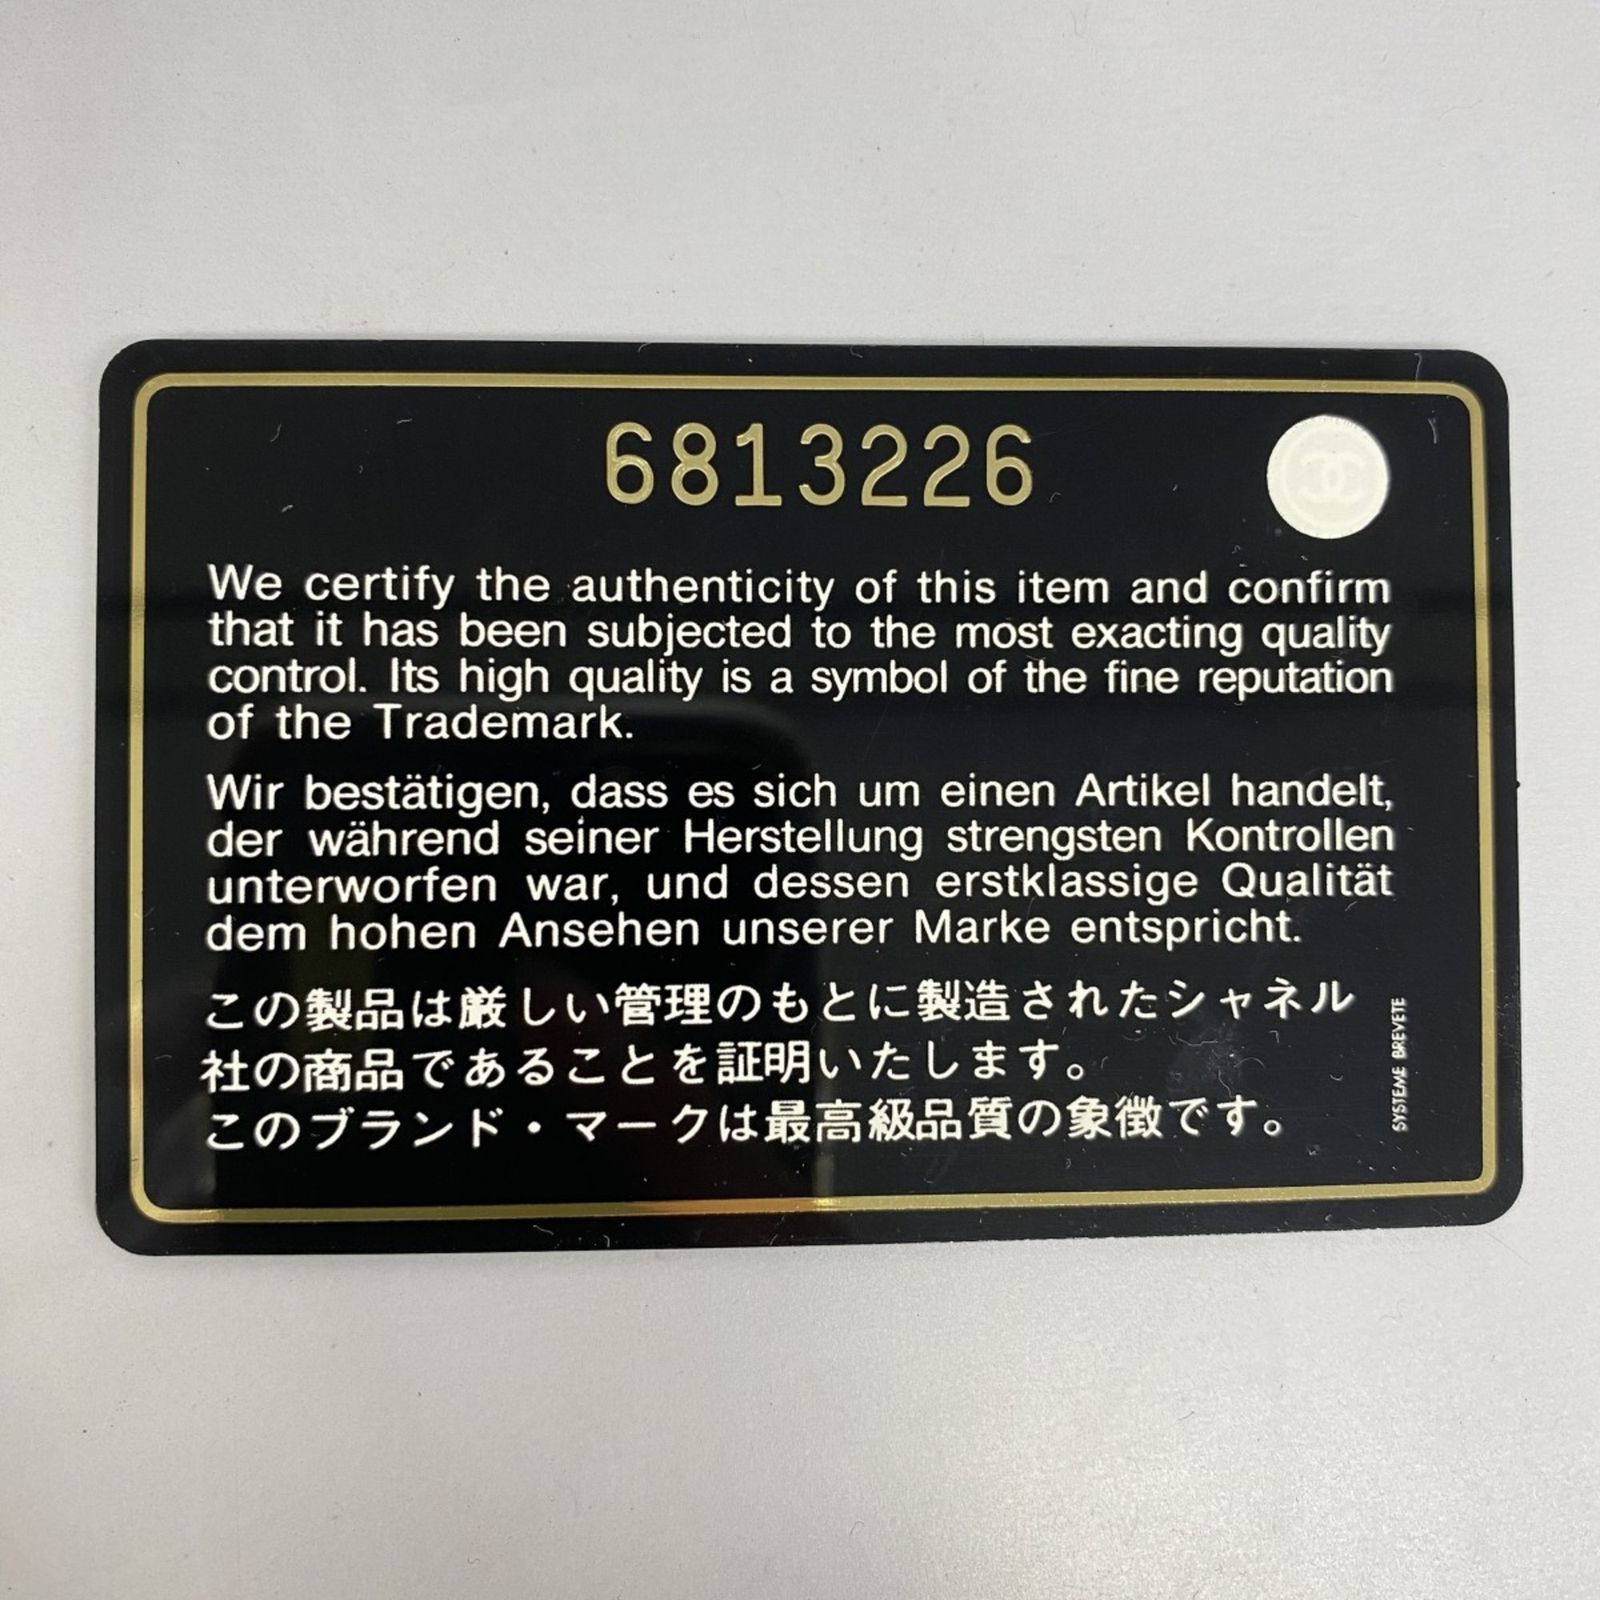 6813226
We certify the authenticity of this item and confirm
that it has been subjected to the most exacting quality
control. Its high quality is a symbol of the fine reputation
of the Trademark.
Wir bestätigen, dass es sich um einen Artikel handelt,
der während seiner Herstellung strengsten Kontrollen
unterworfen war, und dessen erstklassige Qualität
dem hohen Ansehen unserer Marke entspricht.
この製品は厳しい管理のもとに製造されたシャネル
社の商品であることを証明いたします。
このブランド・マークは最高級品質の象徴です。
SYSTEME BREVETE